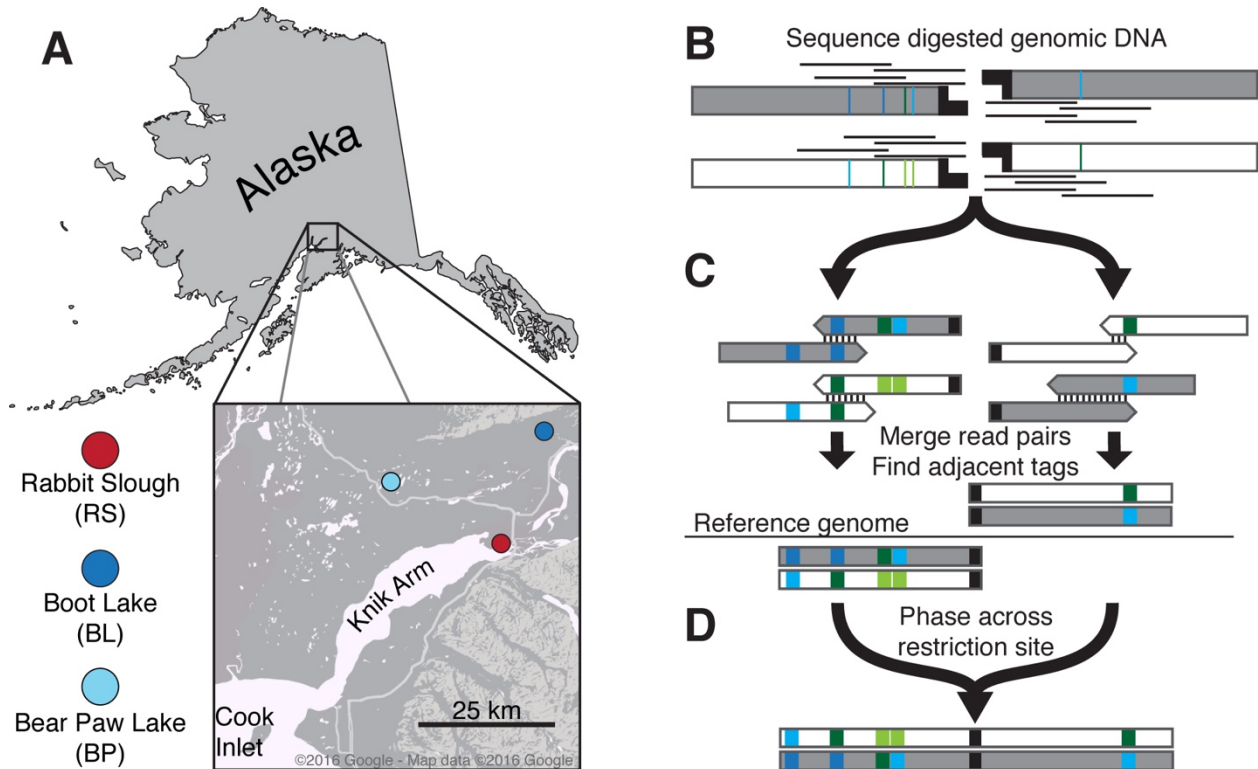 A
Alaska
Rabbit Slough
(RS)
Boot Lake
(BL)
Bear Paw Lake
(BP)
Knik Arm
Cook
Inlet
25 km
©2016 Google - Map data ©2016 Google
B
Sequence digested genomic DNA
C
Merge read pairs
Find adjacent tags
Reference genome
D
Phase across
restriction site